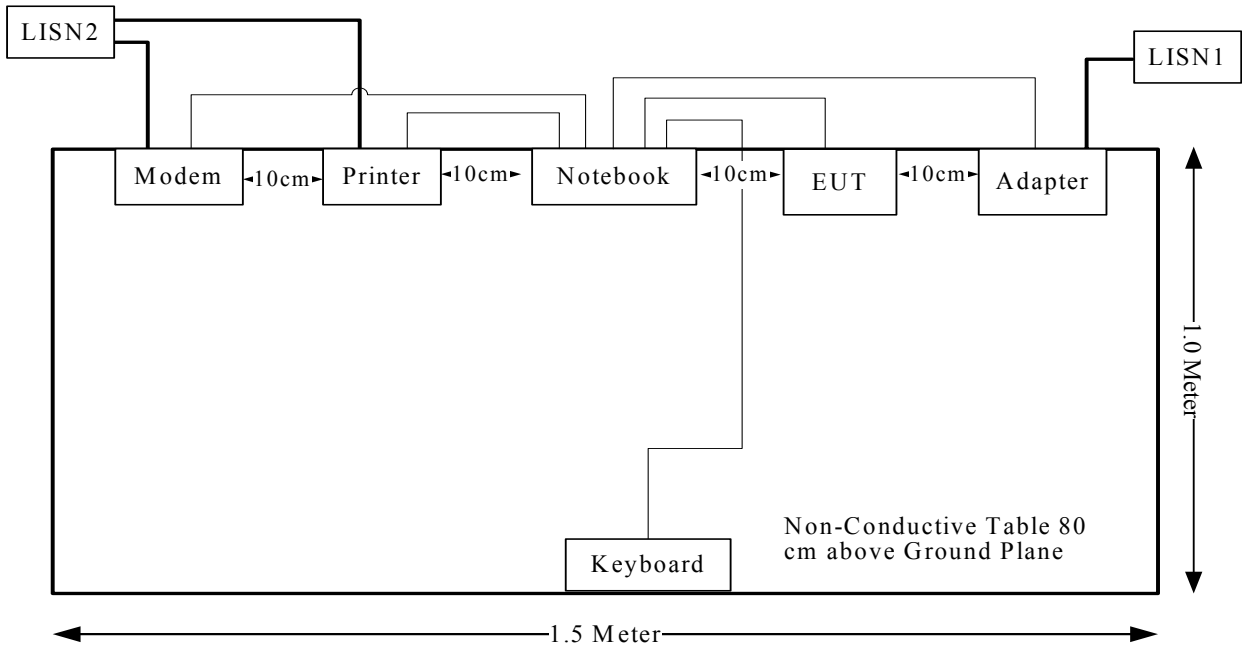 LISN2
LISN1
Modem
10cm
Printer
10cm
Notebook
10cm
EUT
10cm
Adapter
1.0 Meter
Non-Conductive Table 80
cm above Ground Plane
Keyboard
1.5 Meter